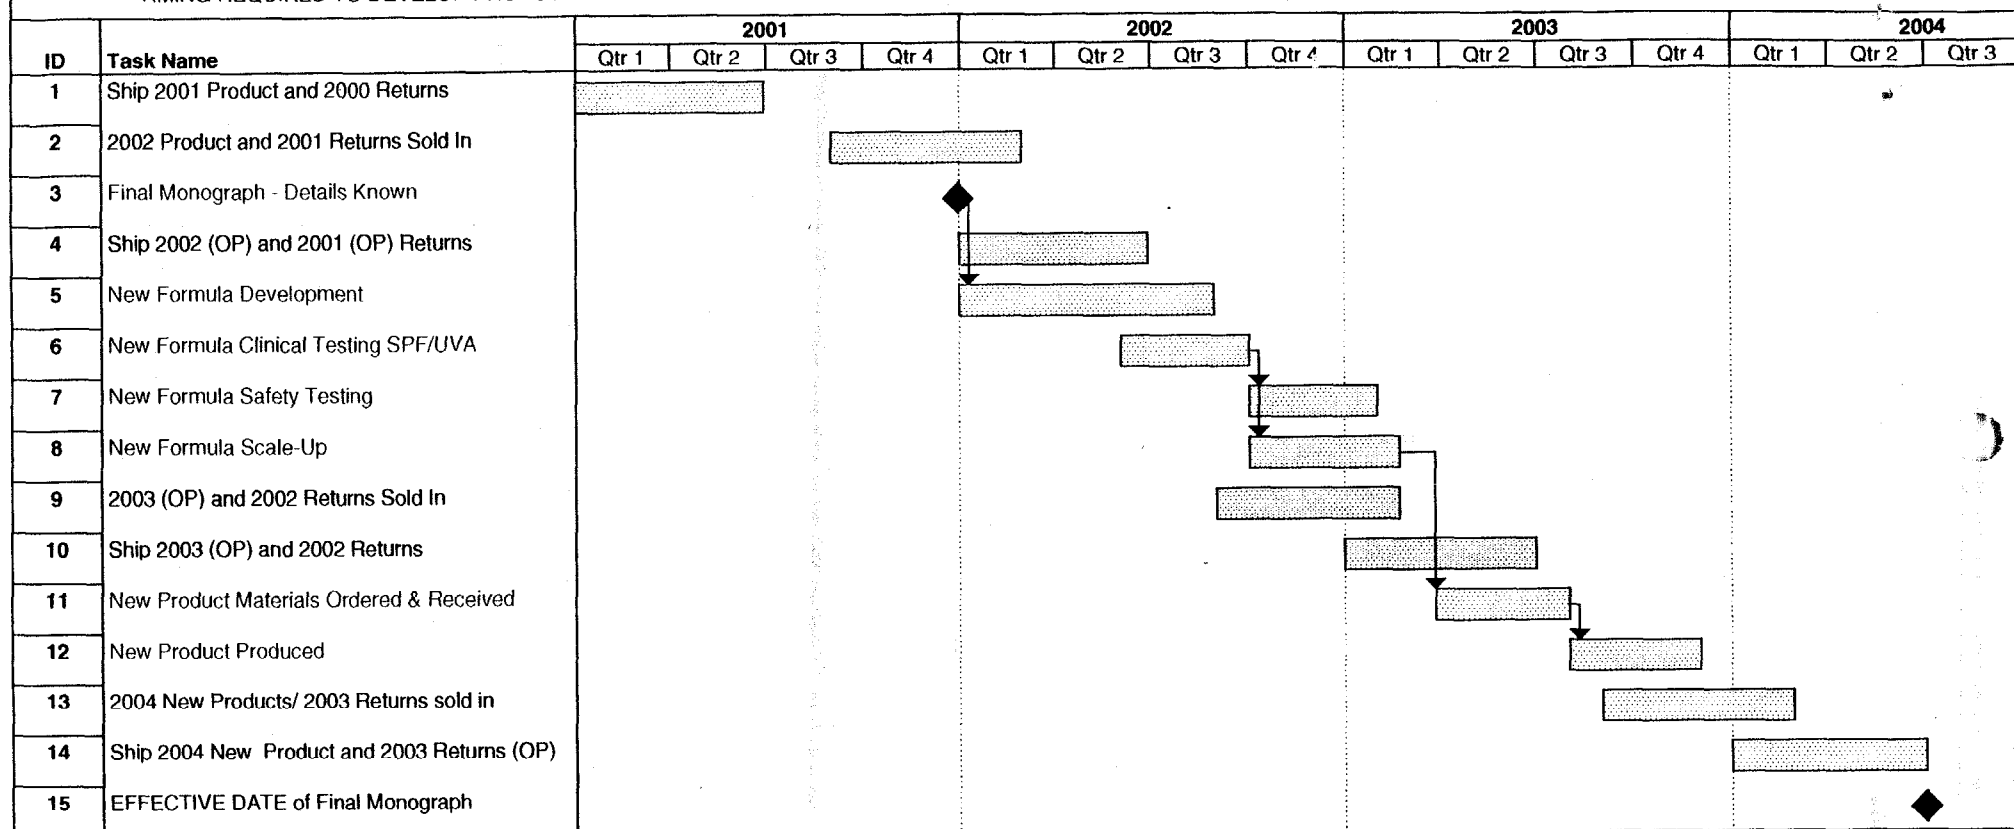 2001 2002 2003 2004
ID Task Name Qtr 1 Qtr 2 Qtr 3 Qtr 4 Qtr 1 Qtr 2 Qtr 3 Qtr 4 Qtr 1 Qtr 2 Qtr 3 Qtr 4 Qtr 1 Qtr 2 Qtr 3
1 Ship 2001 Product and 2000 Returns
2 2002 Product and 2001 Returns Sold In
3 Final Monograph - Details Known
4 Ship 2002 (OP) and 2001 (OP) Returns
5 New Formula Development
6 New Formula Clinical Testing SPF/UVA
7 New Formula Safety Testing
8 New Formula Scale-Up
9 2003 (OP) and 2002 Returns Sold In
10 Ship 2003 (OP) and 2002 Returns
11 New Product Materials Ordered & Received
12 New Product Produced
13 2004 New Products/ 2003 Returns sold in
14 Ship 2004 New Product and 2003 Returns (OP)
15 EFFECTIVE DATE of Final Monograph